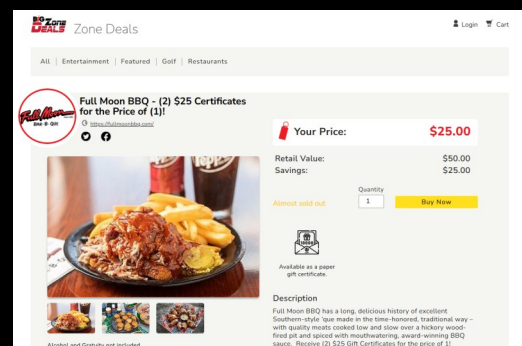 BIG Zone
DEALS
Zone Deals
Login
Cart
All | Entertainment | Featured | Golf | Restaurants
Full Moon
BAR-B-QUE
Full Moon BBQ - (2) $25 Certificates
for the Price of (1)!
https://fullmoonbbq.com/
Your Price:
$25.00
Retail Value:
$50.00
Savings:
$25.00
Quantity
Almost sold out
1
Buy Now
Available as a paper
gift certificate.
Description
Full Moon BBQ has a long, delicious history of excellent
Southern-style 'que made in the time-honored, traditional way –
with quality meats cooked low and slow over a hickory wood-
fired pit and spiced with mouthwatering, award-winning BBQ
sauce. Receive (2) $25 Gift Certificates for the price of 1!
Alcohol and Gratuity not included